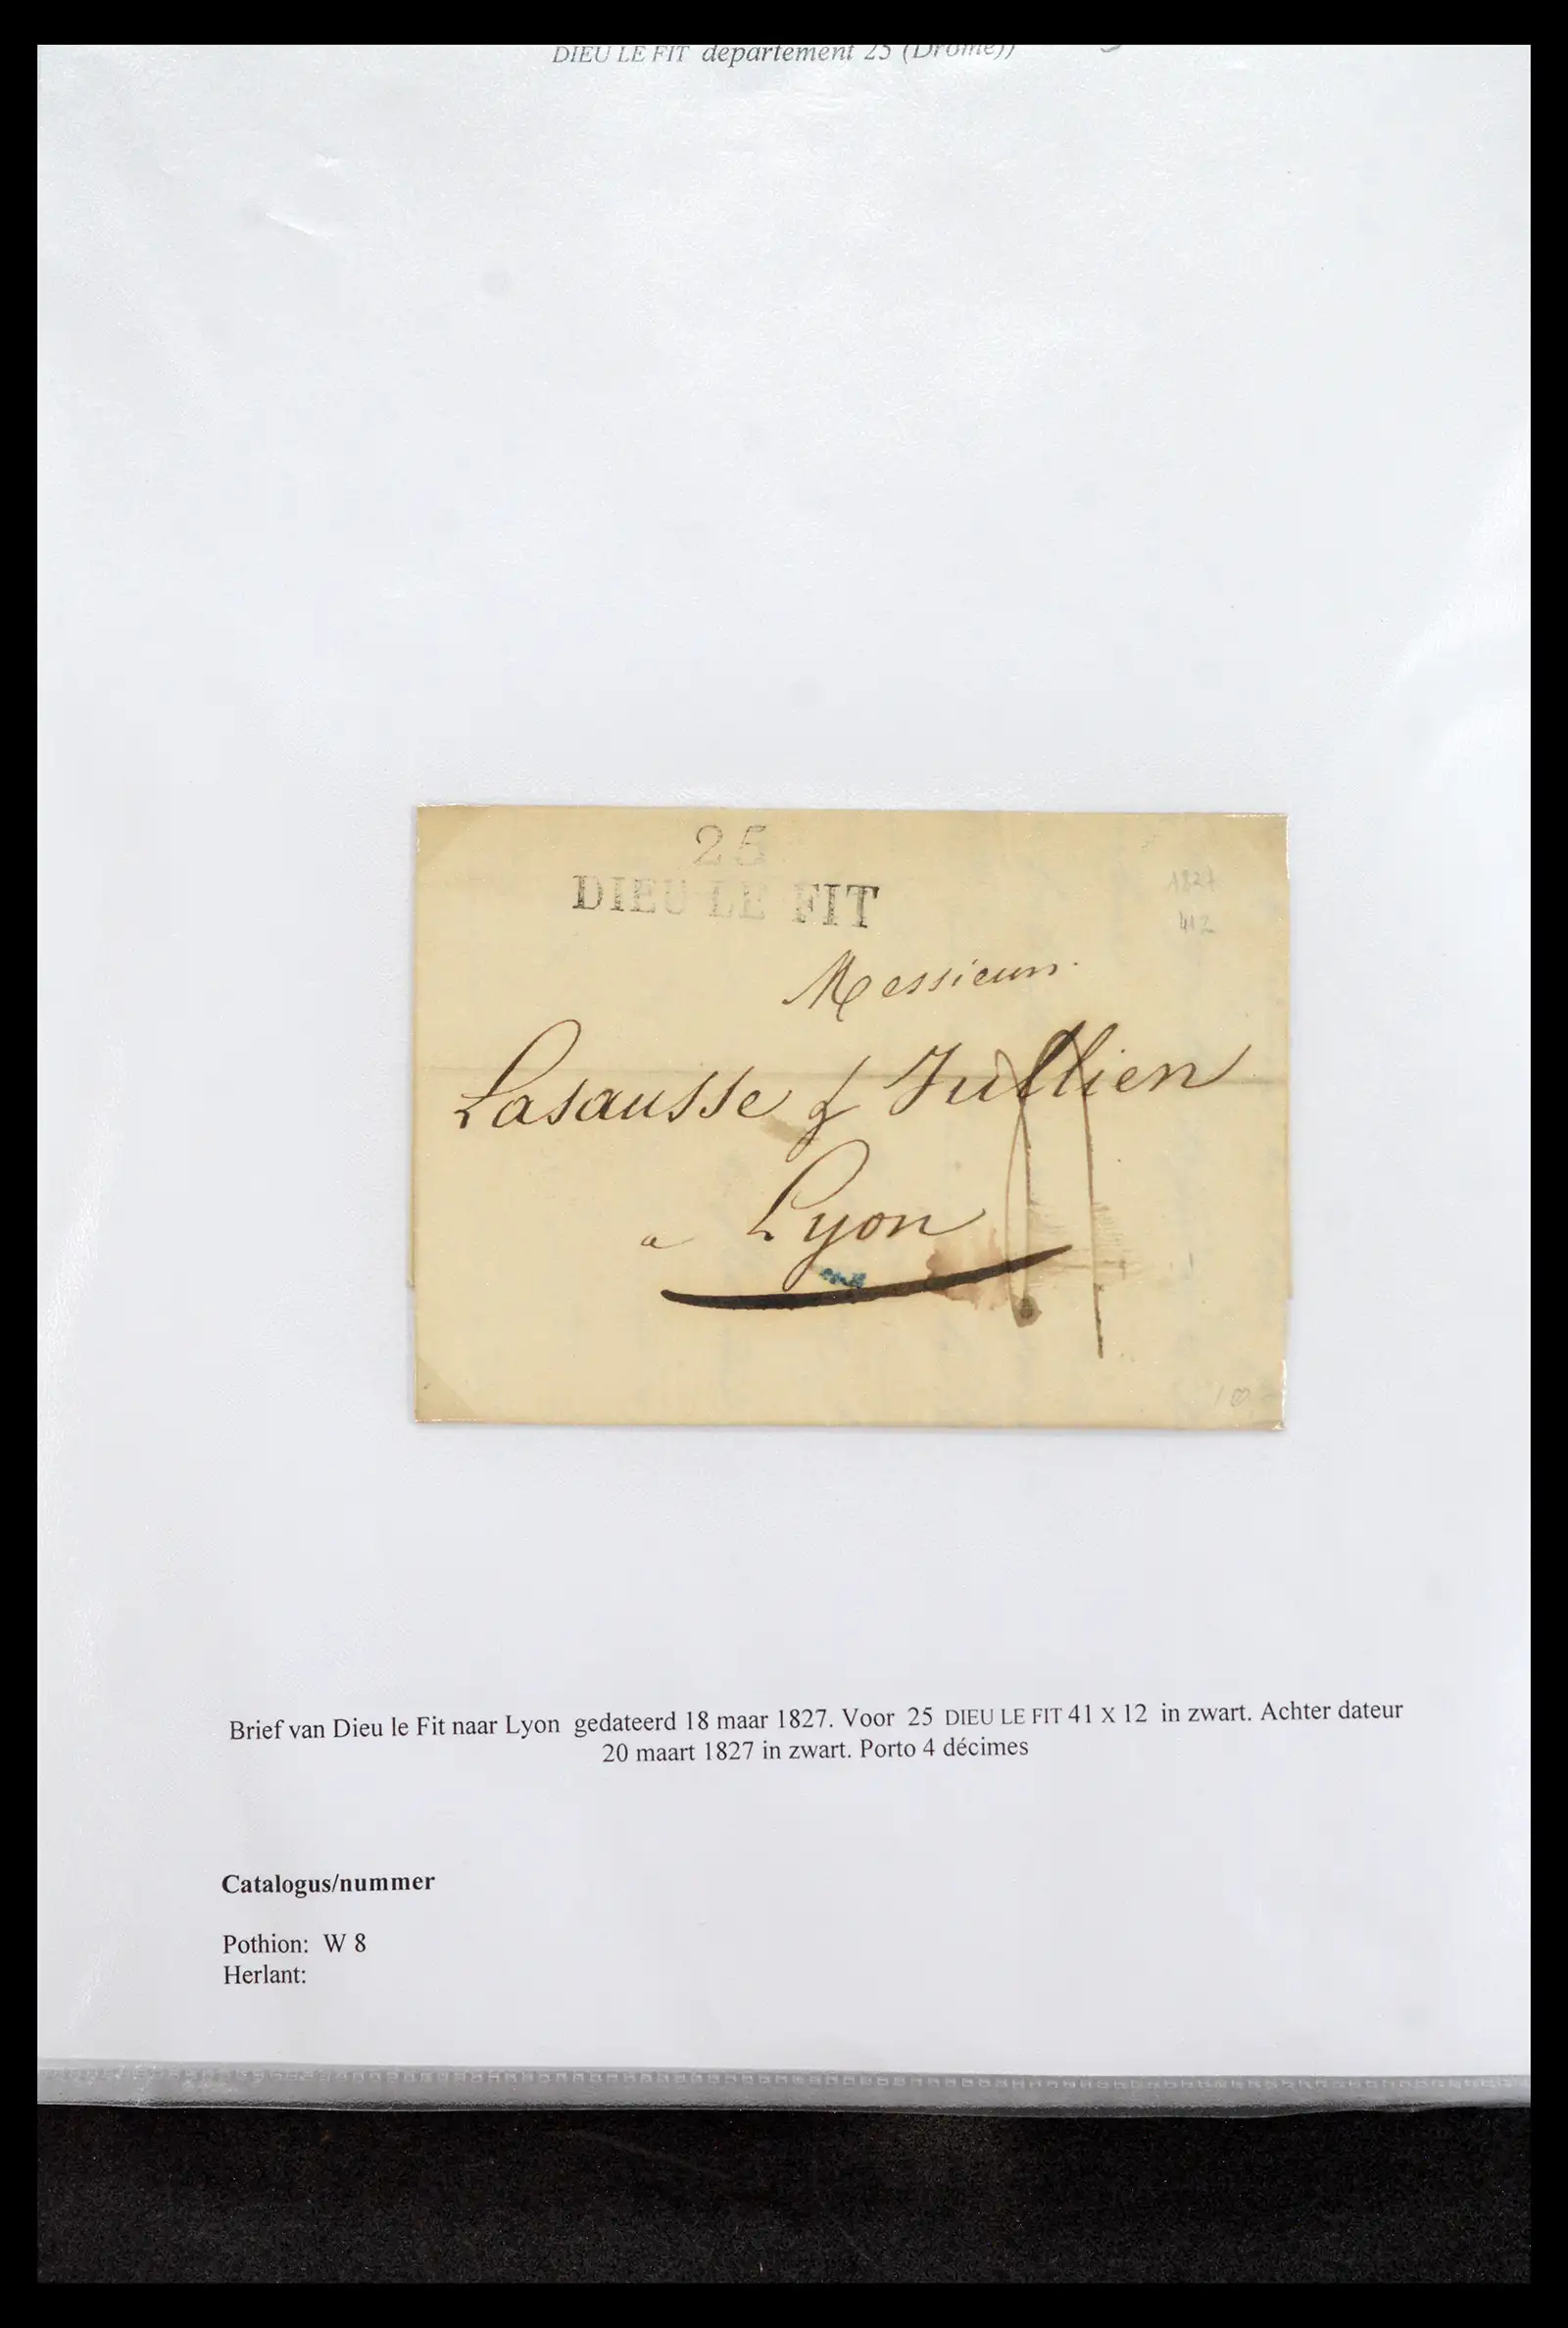 DIEU LE FIT departement 25 (Drome))
25
DIEU LE FIT
1827
412
Messieurs
Lasausse & Jullien
a Lyon
Brief van Dieu le Fit naar Lyon gedateerd 18 maar 1827. Voor 25 DIEU LE FIT 41 X 12 in zwart. Achter dateur
20 maart 1827 in zwart. Porto 4 décimes
Catalogus/nummer
Pothion: W 8
Herlant: